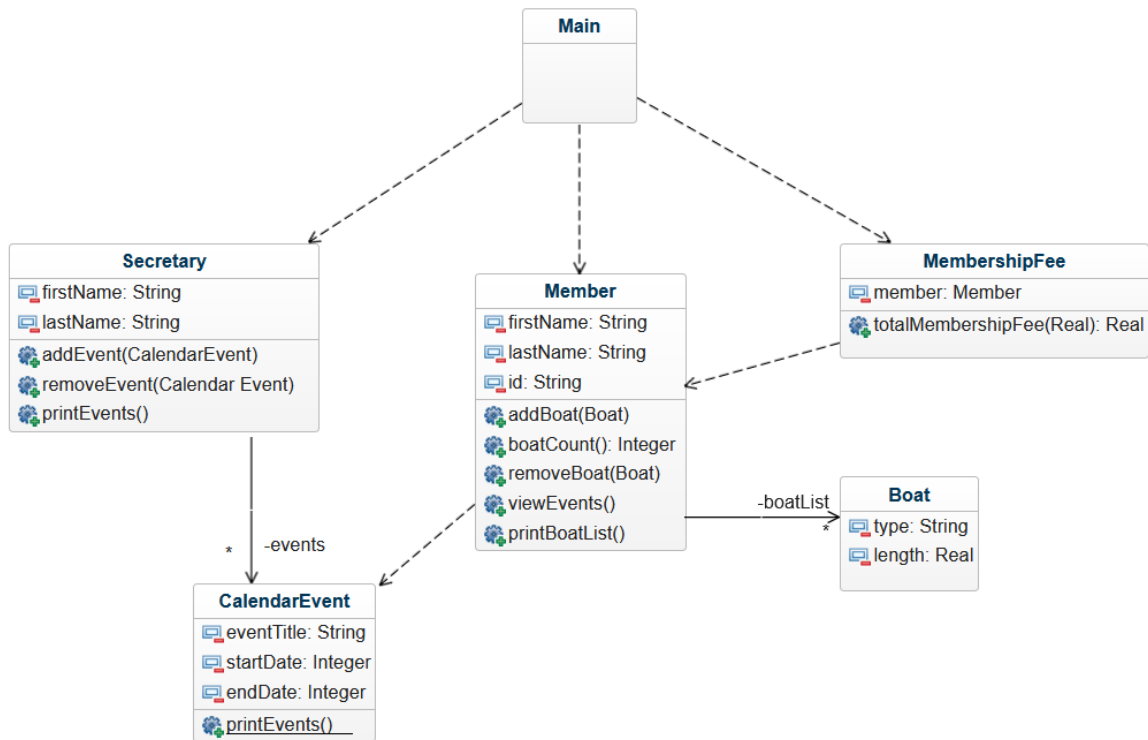 Main
Secretary
firstName: String
lastName: String
addEvent(CalendarEvent)
removeEvent(Calendar Event)
printEvents()
Member
firstName: String
lastName: String
id: String
addBoat(Boat)
boatCount(): Integer
removeBoat(Boat)
viewEvents()
printBoatList()
MembershipFee
member: Member
totalMembershipFee(Real): Real
-boatList
*
Boat
type: String
length: Real
* -events
CalendarEvent
eventTitle: String
startDate: Integer
endDate: Integer
printEvents()